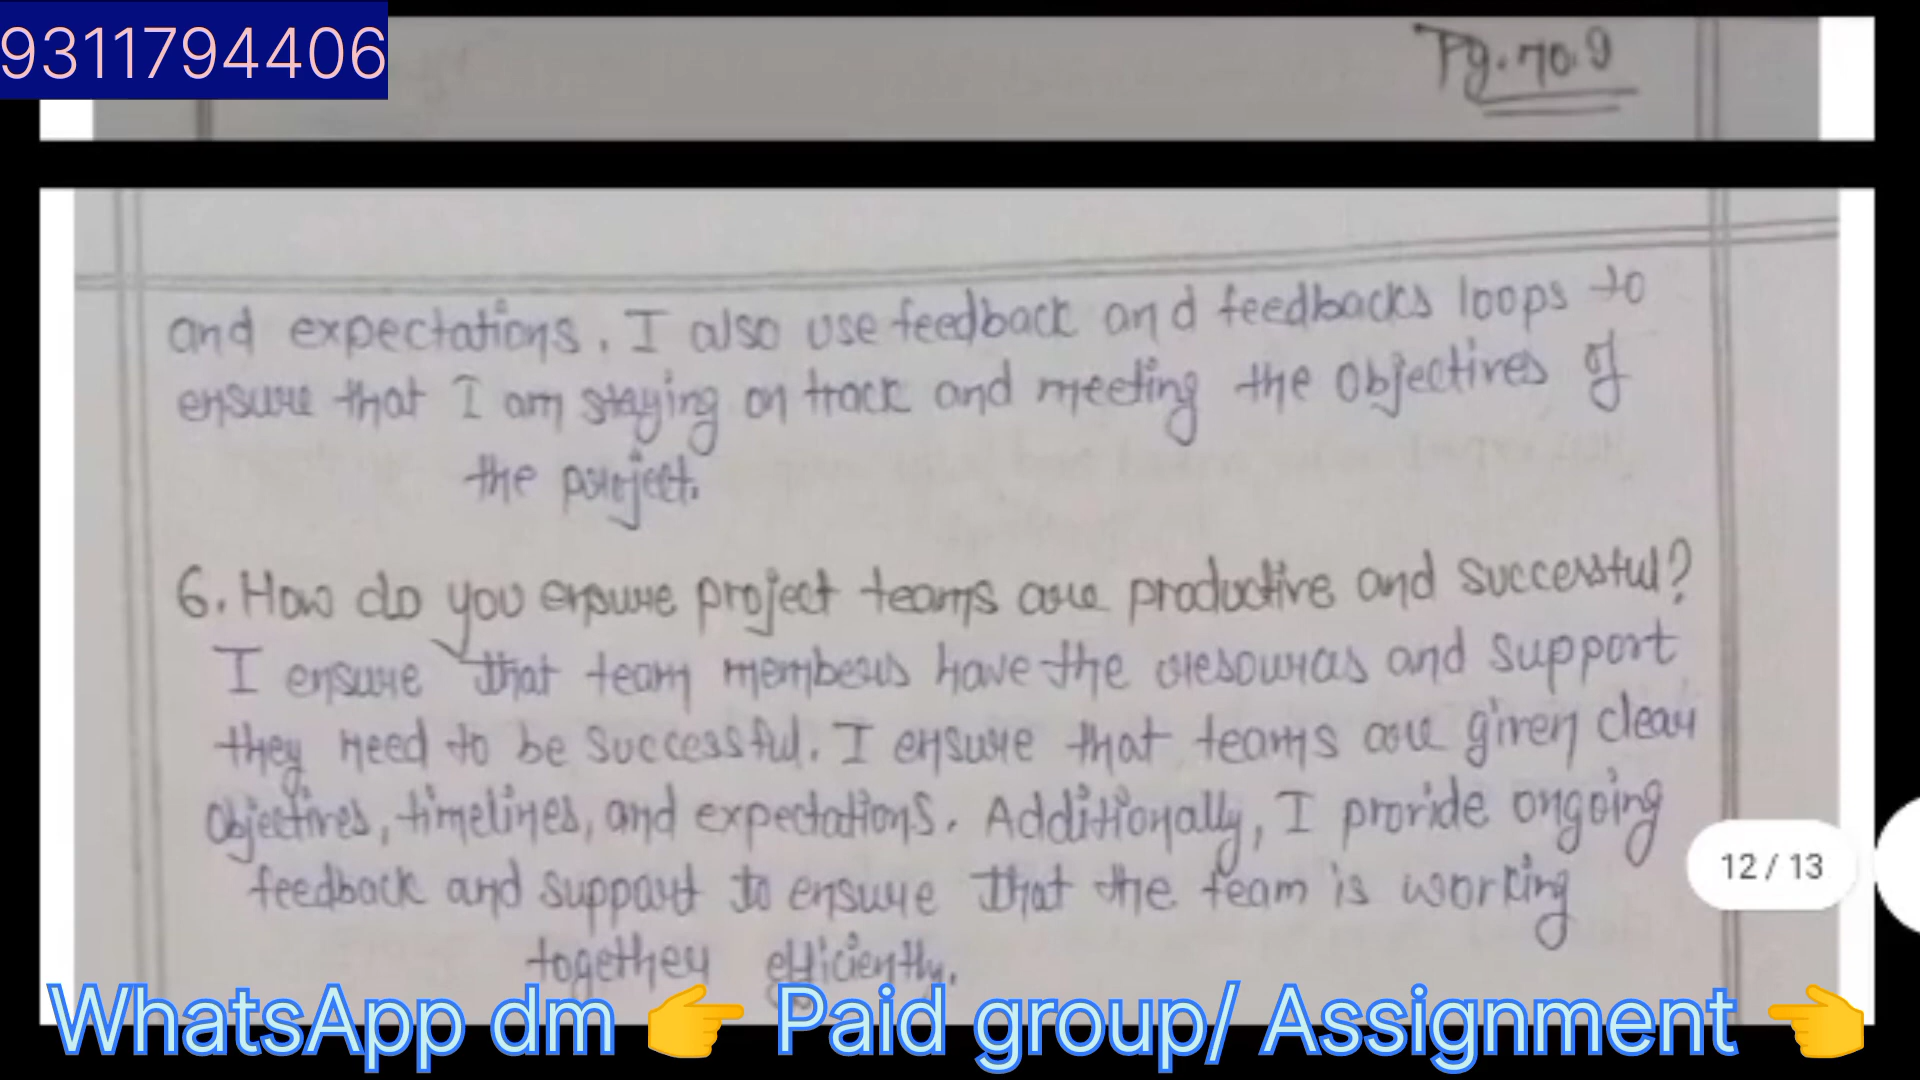 9311794406
Pg. no. 9
and expectations. I also use feedback and feedbacks loops to
ensure that I am staying on track and meeting the Objectives of
the project.
6. How do you ensure project teams are productive and successful?
I ensure that team members have the resources and support
they need to be successful. I ensure that teams are given clear
Objectives, timelines, and expectations. Additionally, I provide ongoing
feedback and support to ensure that the team is working
together efficiently.
12 / 13
WhatsApp dm 👉 Paid group/ Assignment 👈